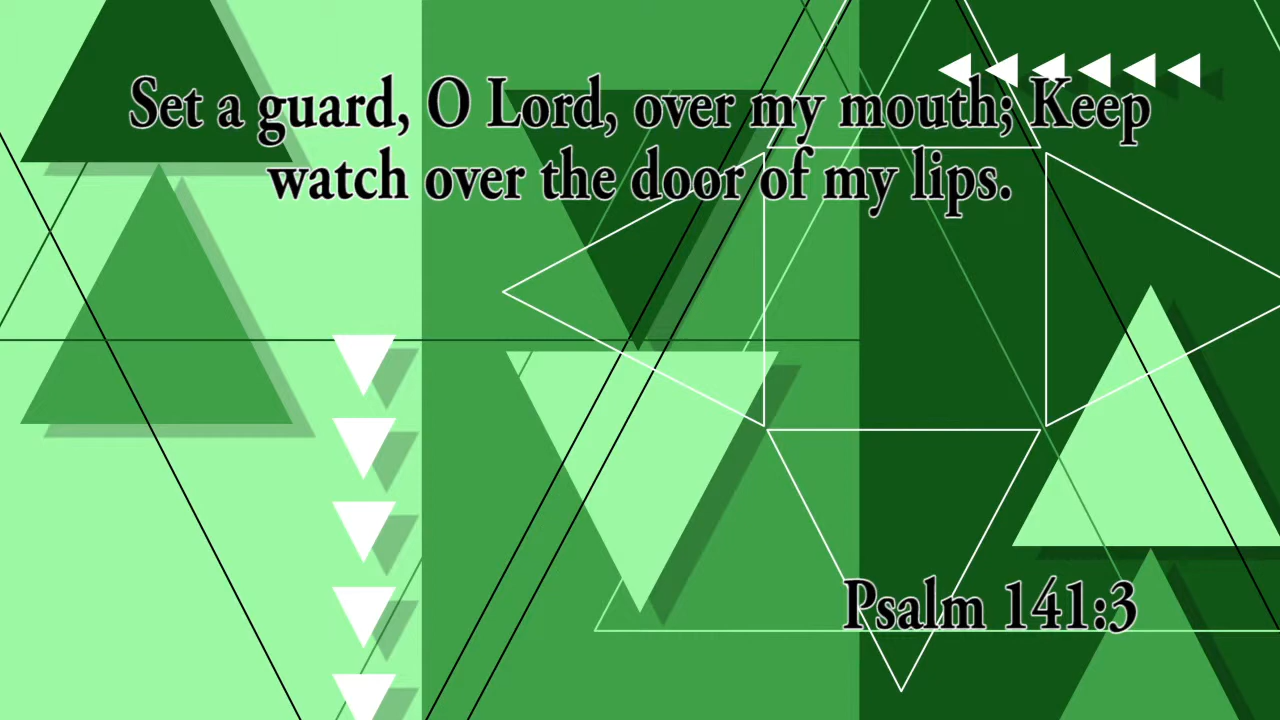 Set a guard, O Lord, over my mouth; Keep
watch over the door of my lips.
Psalm 141:3